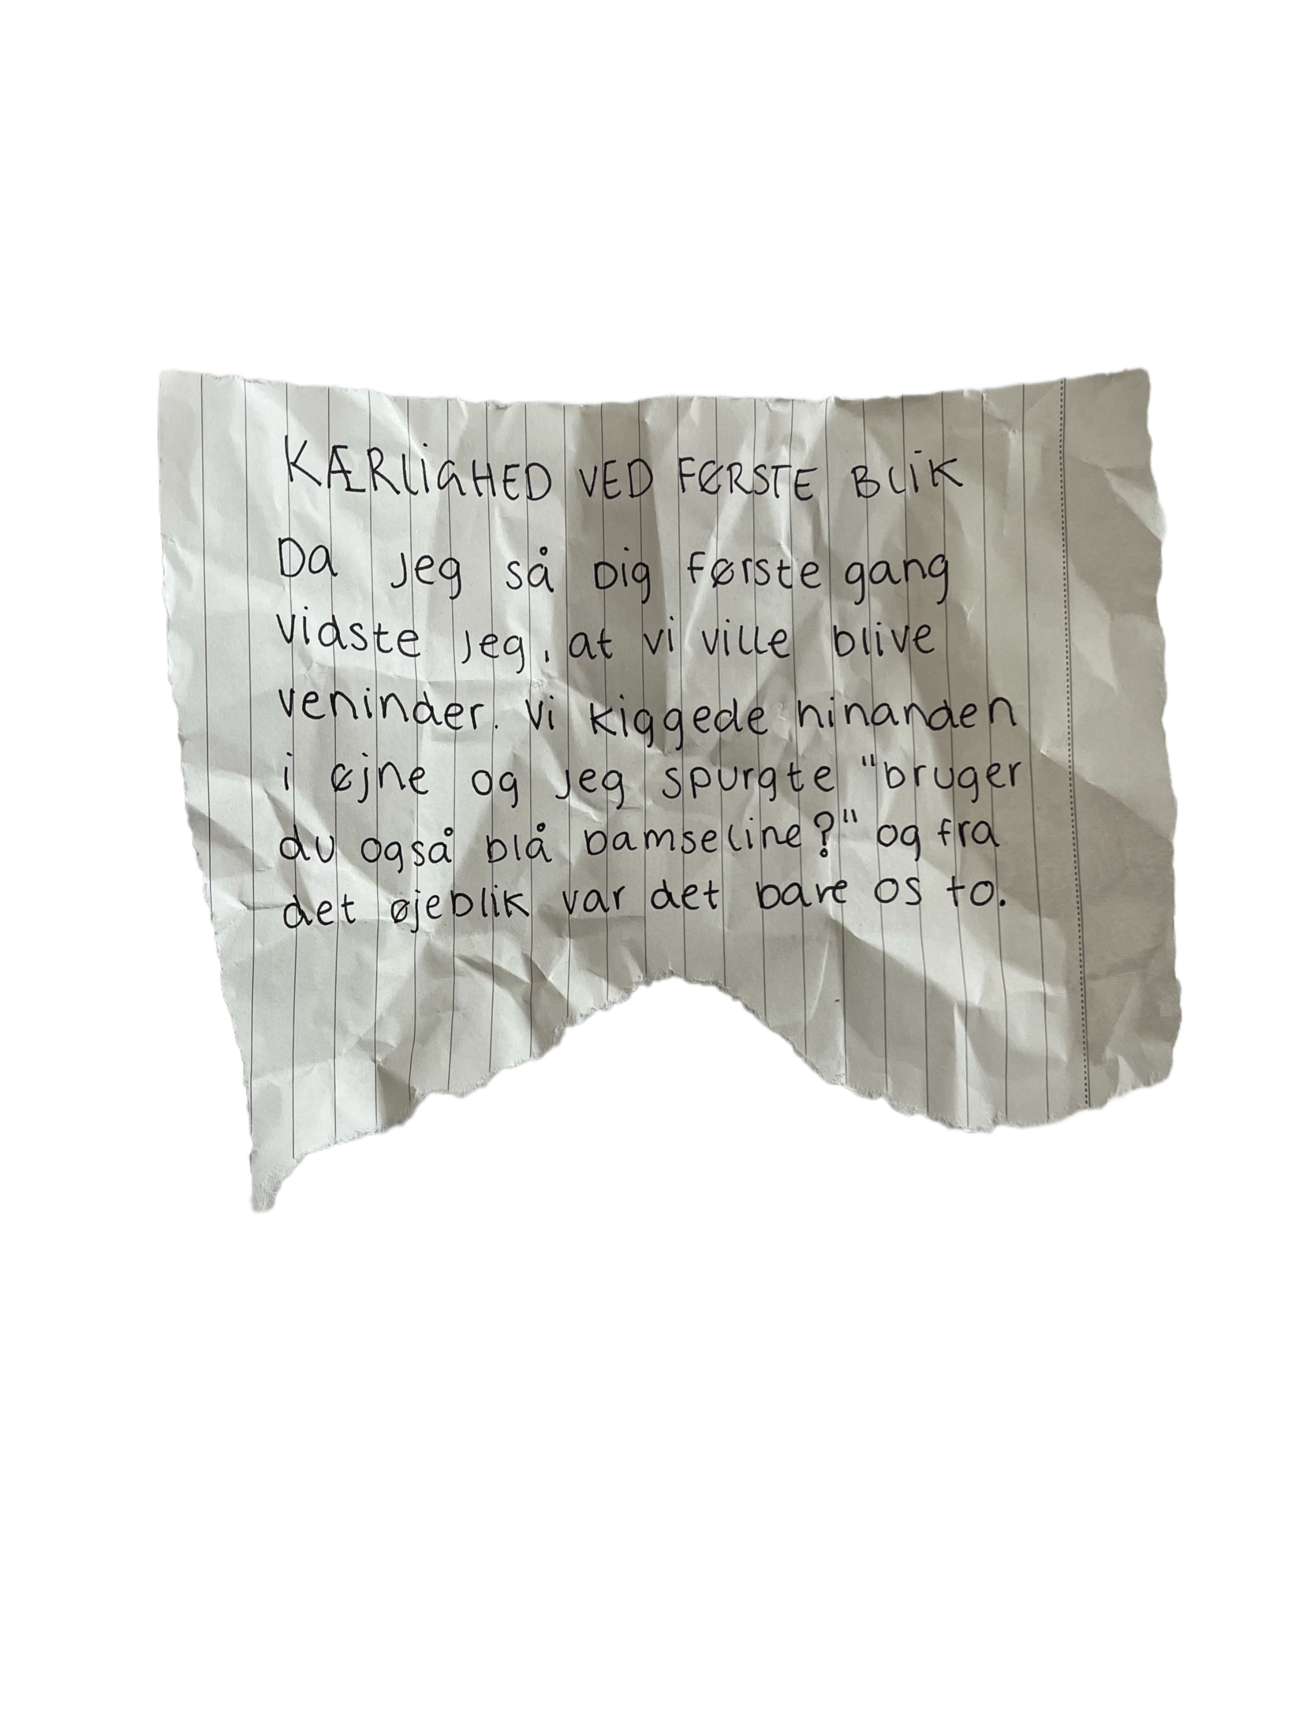 KÆRLIGHED VED FØRSTE BLIK
Da jeg så Dig første gang
vidste jeg, at vi ville blive
veninder. Vi kiggede hinanden
i øjne og jeg spurgte "bruger
du også blå bamseline?" og fra
det øjeblik var det bare os to.